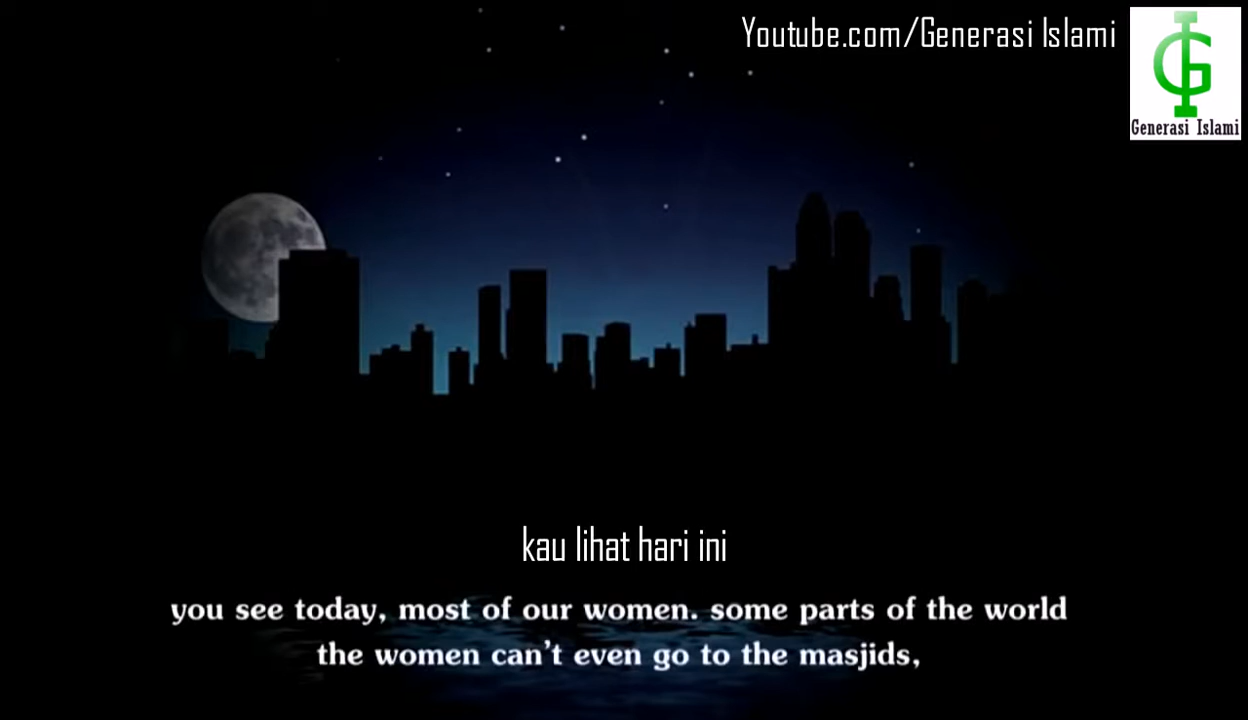 Youtube.com/Generasi Islami
Generasi Islami
kau lihat hari ini
you see today, most of our women. some parts of the world
the women can't even go to the masjids,